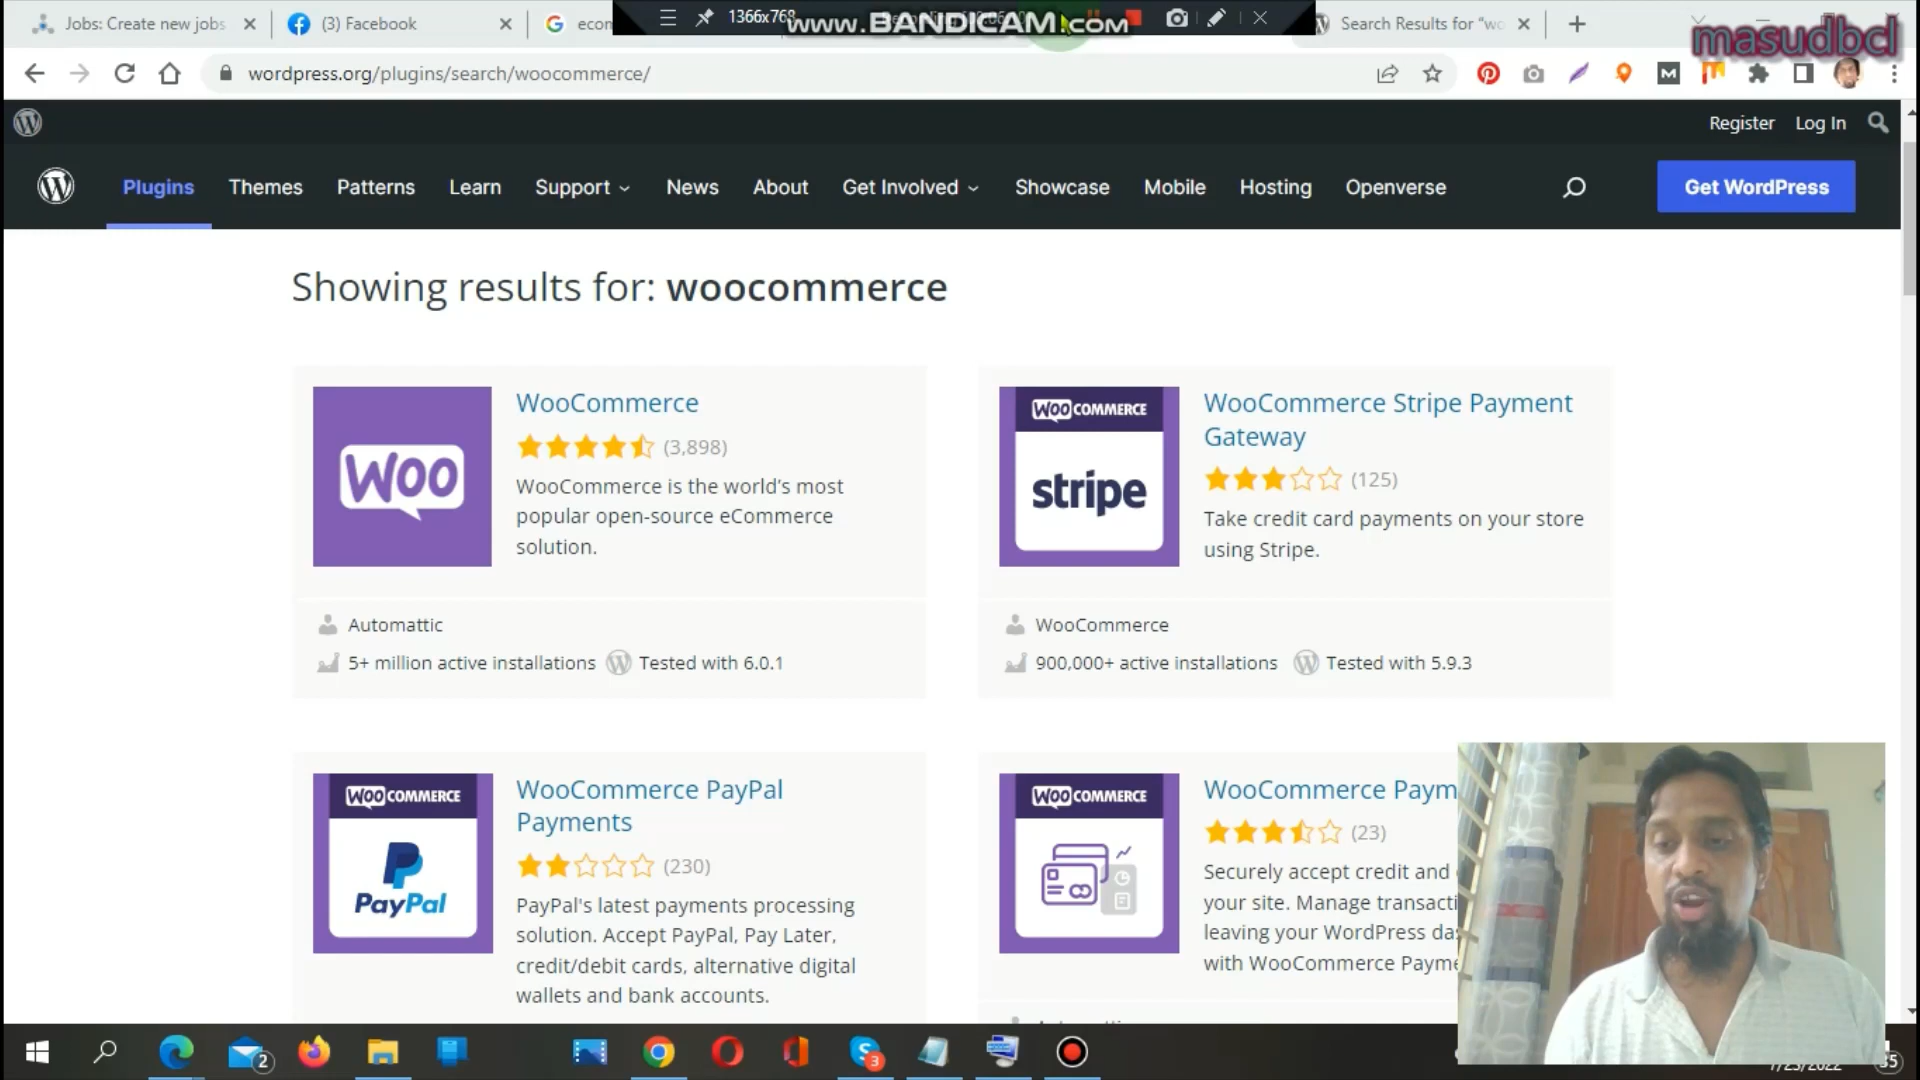 Jobs: Create new jobs
(3) Facebook
econ
1366x768
www.BANDICAM.COM
Search Results for "wo
masudbcl
wordpress.org/plugins/search/woocommerce/
Register Log In
Plugins Themes Patterns Learn Support News About Get Involved Showcase Mobile Hosting Openverse Get WordPress
Showing results for: woocommerce
WOO
WooCommerce
(3,898)
WooCommerce is the world's most
popular open-source eCommerce
solution.
Automattic
5+ million active installations Tested with 6.0.1
WOO COMMERCE
stripe
WooCommerce Stripe Payment
Gateway
(125)
Take credit card payments on your store
using Stripe.
WooCommerce
900,000+ active installations Tested with 5.9.3
WOO COMMERCE
PayPal
WooCommerce PayPal
Payments
(230)
PayPal's latest payments processing
solution. Accept PayPal, Pay Later,
credit/debit cards, alternative digital
wallets and bank accounts.
WOO COMMERCE
WooCommerce Paym
(23)
Securely accept credit and
your site. Manage transacti
leaving your WordPress da
with WooCommerce Payme
2
3
7/23/2022
35